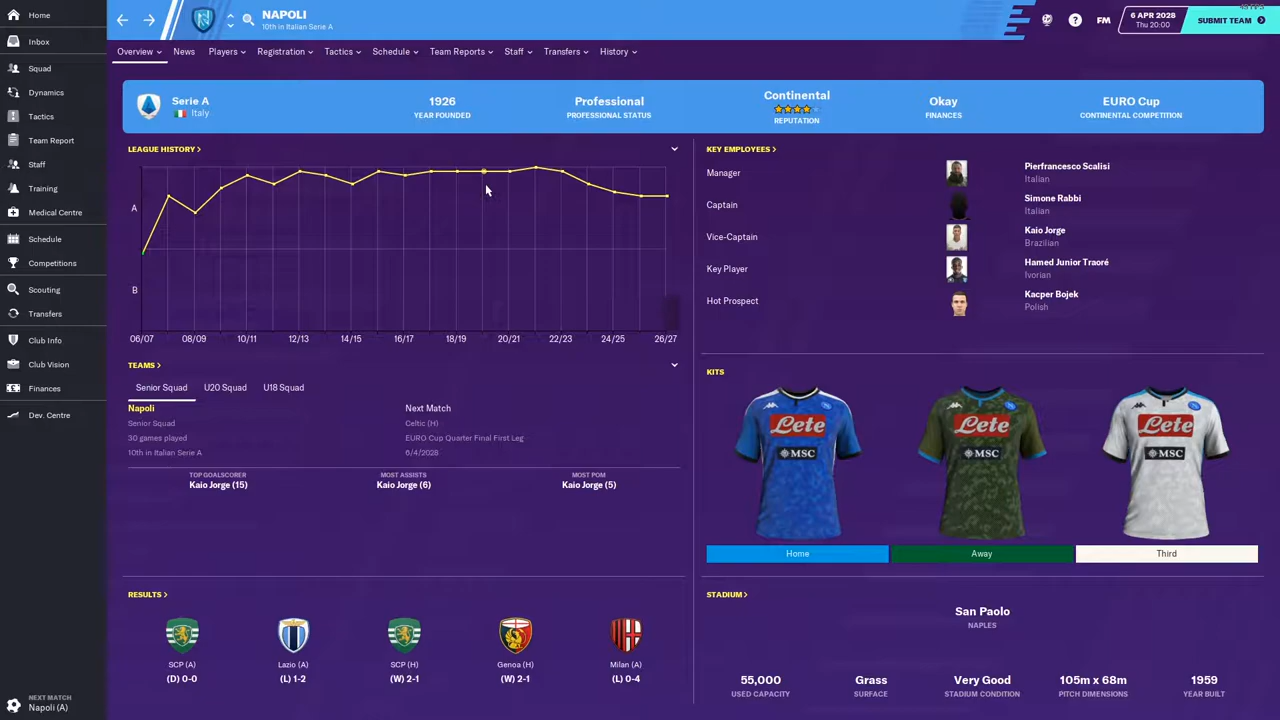 Home
Inbox
Squad
Dynamics
Tactics
Team Report
Staff
Training
Medical Centre
Schedule
Competitions
Scouting
Transfers
Club Info
Club Vision
Finances
Dev. Centre
NEXT MATCH
Napoli (A)
NAPOLI
10th in Italian Serie A
FM
6 APR 2028
Thu 20:00
SUBMIT TEAM
Overview
News
Players
Registration
Tactics
Schedule
Team Reports
Staff
Transfers
History
Serie A
Italy
1926
YEAR FOUNDED
Professional
PROFESSIONAL STATUS
Continental
REPUTATION
Okay
FINANCES
EURO Cup
CONTINENTAL COMPETITION
LEAGUE HISTORY >
A
B
06/07 08/09 10/11 12/13 14/15 16/17 18/19 20/21 22/23 24/25 26/27
TEAMS >
Senior Squad U20 Squad U18 Squad
Napoli
Senior Squad
30 games played
10th in Italian Serie A
Next Match
Celtic (H)
EURO Cup Quarter Final First Leg
6/4/2028
TOP GOALSCORER
Kaio Jorge (15)
MOST ASSISTS
Kaio Jorge (6)
MOST POM
Kaio Jorge (5)
RESULTS >
SCP (A)
(D) 0-0
Lazio (A)
(L) 1-2
SCP (H)
(W) 2-1
Genoa (H)
(W) 2-1
Milan (A)
(L) 0-4
KEY EMPLOYEES >
Manager
Pierfrancesco Scalisi
Italian
Captain
Simone Rabbi
Italian
Vice-Captain
Kaio Jorge
Brazilian
Key Player
Hamed Junior Traoré
Ivorian
Hot Prospect
Kacper Bojek
Polish
KITS
Lete
MSC
Lete
MSC
Lete
MSC
Home
Away
Third
STADIUM >
San Paolo
NAPLES
55,000
USED CAPACITY
Grass
SURFACE
Very Good
STADIUM CONDITION
105m x 68m
PITCH DIMENSIONS
1959
YEAR BUILT